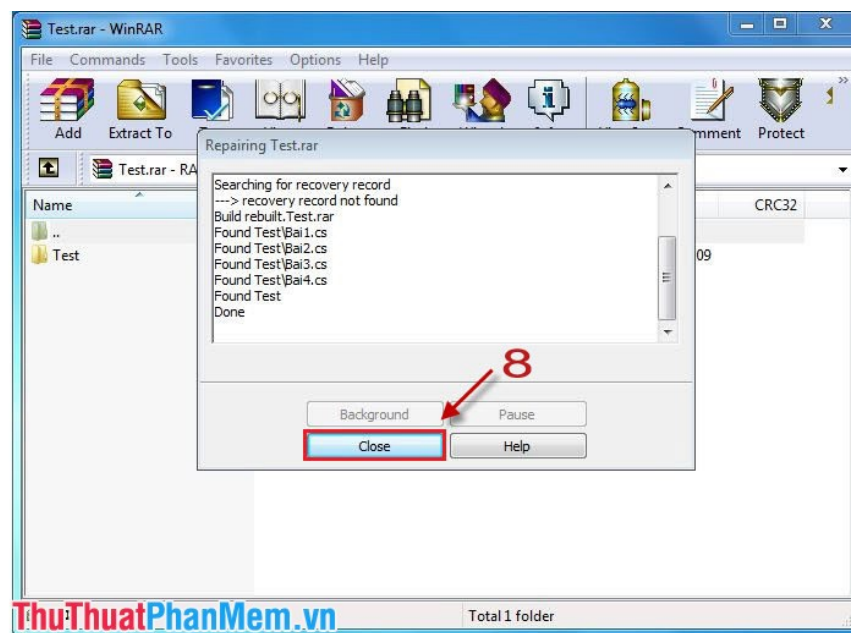 Test.rar - WinRAR
File Commands Tools Favorites Options Help
Add Extract To Comment Protect
Repairing Test.rar
Test.rar - RA
Searching for recovery record
---> recovery record not found
Build rebuilt.Test.rar
Found Test\Bai1.cs
Found Test\Bai2.cs
Found Test\Bai3.cs
Found Test\Bai4.cs
Found Test
Done
Name CRC32
..
Test 09
8
Background Pause
Close Help
ThuThuatPhanMem.vn
Total 1 folder